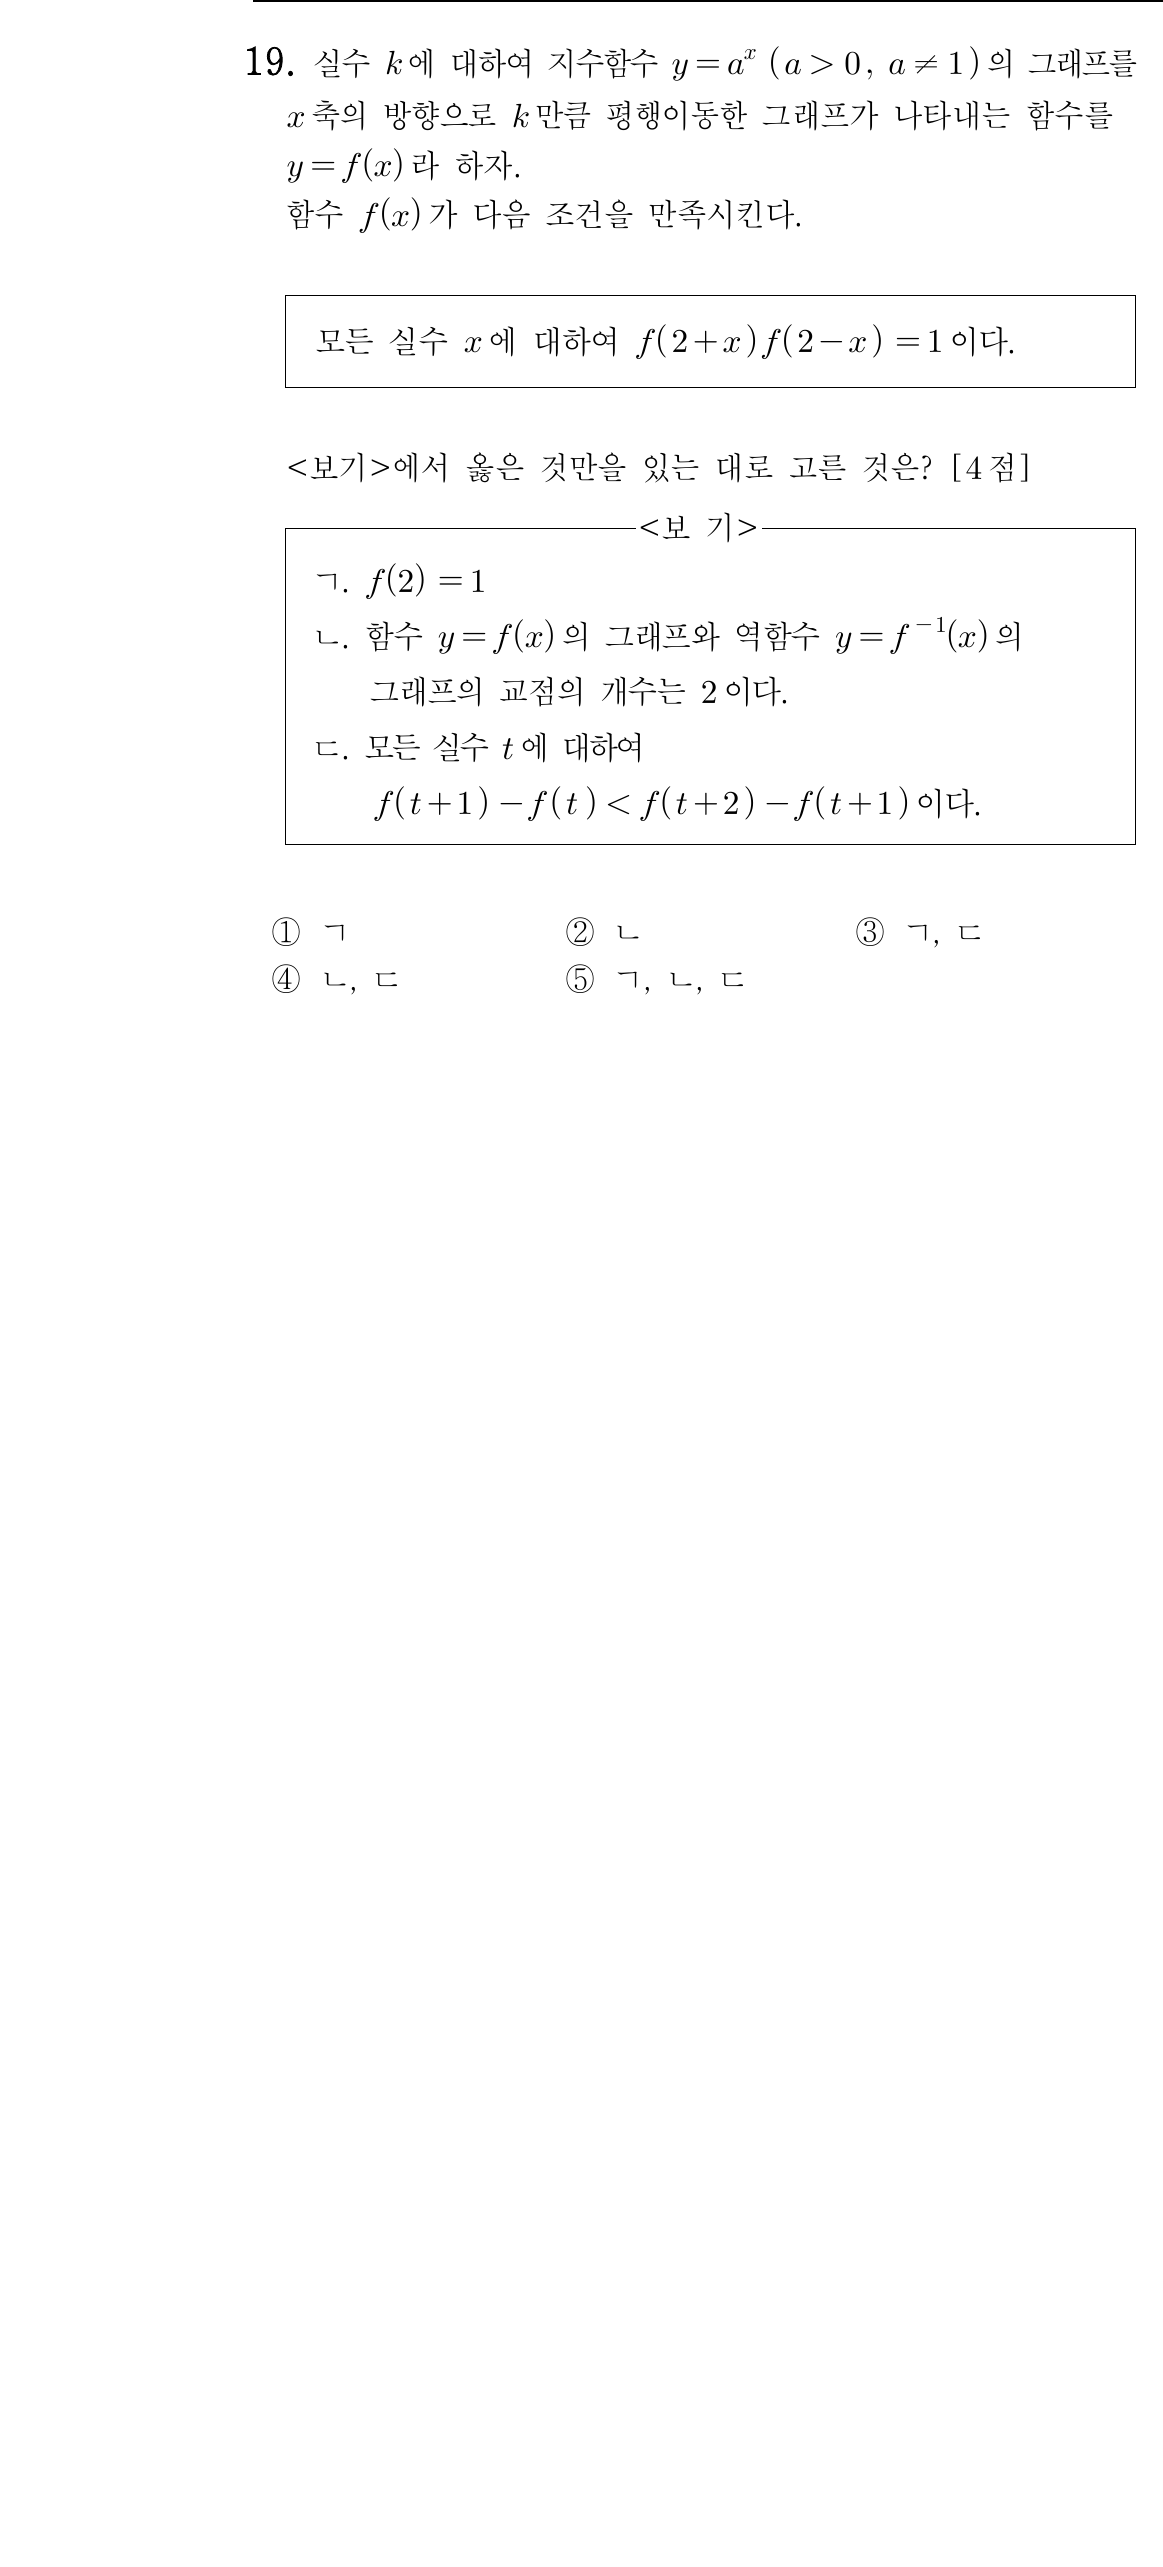 19. 실수 k에 대하여 지수함수 y=a^x (a>0, a≠1)의 그래프를
x축의 방향으로 k만큼 평행이동한 그래프가 나타내는 함수를
y=f(x)라 하자.
함수 f(x)가 다음 조건을 만족시킨다.
모든 실수 x에 대하여 f(2+x)f(2-x)=1이다.
<보기>에서 옳은 것만을 있는 대로 고른 것은? [4점]
<보 기>
ㄱ. f(2)=1
ㄴ. 함수 y=f(x)의 그래프와 역함수 y=f^{-1}(x)의
그래프의 교점의 개수는 2이다.
ㄷ. 모든 실수 t에 대하여
f(t+1)-f(t)<f(t+2)-f(t+1)이다.
① ㄱ ② ㄴ ③ ㄱ, ㄷ
④ ㄴ, ㄷ ⑤ ㄱ, ㄴ, ㄷ